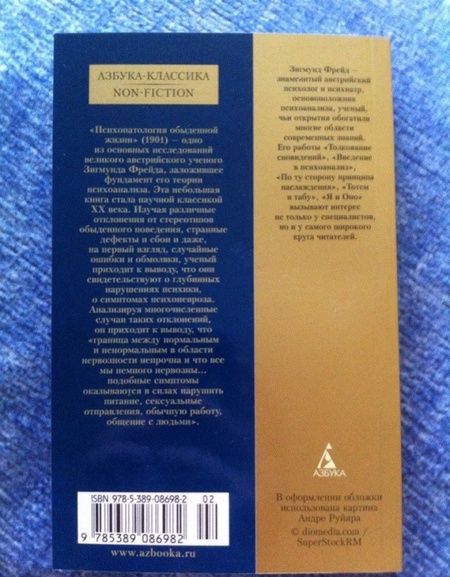 АЗБУКА-КЛАССИКА
NON-FICTION
«Психопатология обыденной
жизни» (1901) — одно
из основных исследований
великого австрийского ученого
Зигмунда Фрейда, заложившее
фундамент его теории
психоанализа. Эта небольшая
книга стала научной классикой
XX века. Изучая различные
отклонения от стереотипов
обыденного поведения, странные
дефекты и сбои и даже,
на первый взгляд, случайные
ошибки и обмолвки, ученый
приходит к выводу, что они
свидетельствуют о глубинных
нарушениях психики,
о симптомах психоневроза.
Анализируя многочисленные
случаи таких отклонений,
он приходит к выводу, что
«граница между нормальным
и ненормальным в области
нервозности непрочна и что все
мы немного нервозны...
подобные симптомы
оказываются в силах нарушить
питание, сексуальные
отправления, обычную работу,
общение с людьми».
ISBN 978-5-389-08698-2
02
9 785389 086982
www.azbooka.ru
Зигмунд Фрейд —
знаменитый австрийский
психолог и психиатр,
основоположник
психоанализа, ученый,
чьи открытия обогатили
многие области
современных знаний.
Его работы «Толкование
сновидений», «Введение
в психоанализ»,
«По ту сторону принципа
наслаждения», «Тотем
и табу», «Я и Оно»
вызывают интерес
не только у специалистов,
но и у самого широкого
круга читателей.
АЗБУКА
В оформлении обложки
использована картина
Андре Руйяра
© diomedia.com /
SuperStockRM